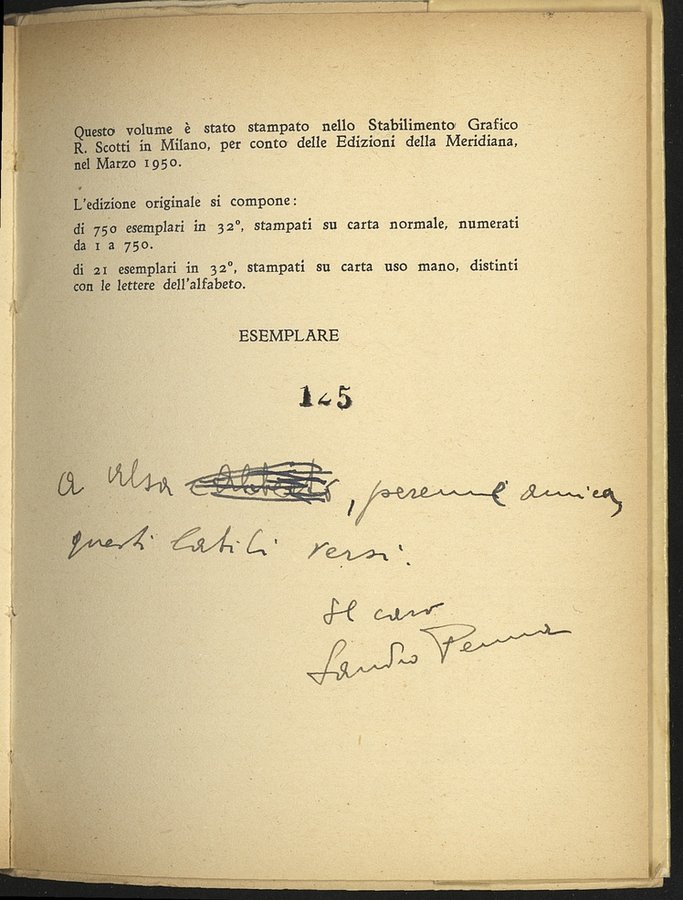 Questo volume è stato stampato nello Stabilimento Grafico
R. Scotti in Milano, per conto delle Edizioni della Meridiana,
nel Marzo 1950.
L'edizione originale si compone:
di 750 esemplari in 32°, stampati su carta normale, numerati
da 1 a 750.
di 21 esemplari in 32°, stampati su carta uso mano, distinti
con le lettere dell'alfabeto.
ESEMPLARE
125
a Elsa , perenne amica,
questi labili versi.
Il caro
Sandro Penna